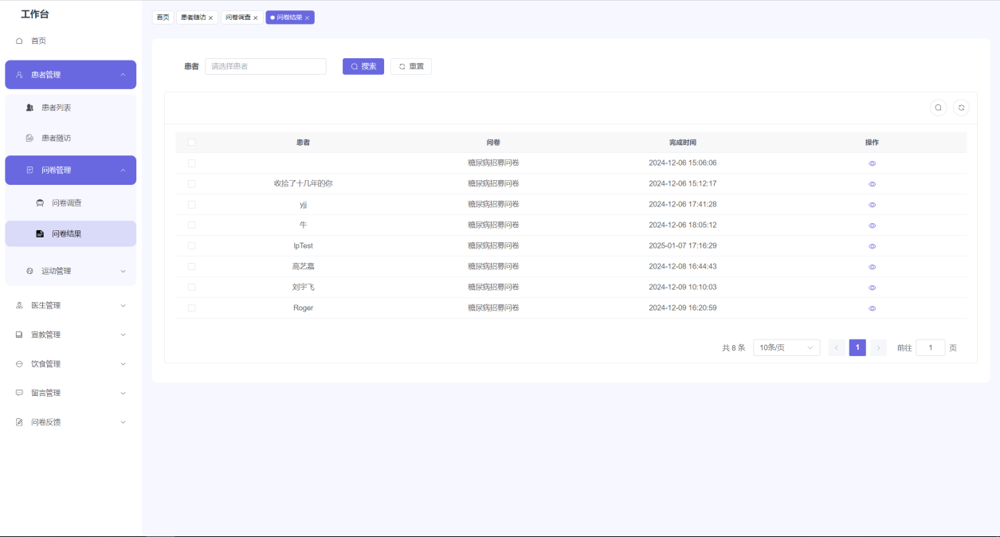 工作台
首页
患者管理
患者列表
患者随访
问卷管理
问卷调查
问卷结果
运动管理
医生管理
宣教管理
饮食管理
留言管理
问卷反馈
首页 患者随访 × 问卷调查 × 问卷结果 ×
患者 请选择患者 搜索 重置
患者 问卷 完成时间 操作
糖尿病招募问卷 2024-12-06 15:06:06
收拾了十几年的你 糖尿病招募问卷 2024-12-06 15:12:17
yjj 糖尿病招募问卷 2024-12-06 17:41:28
牛 糖尿病招募问卷 2024-12-06 18:05:12
lpTest 糖尿病招募问卷 2025-01-07 17:16:29
高艺嘉 糖尿病招募问卷 2024-12-08 16:44:43
刘宇飞 糖尿病招募问卷 2024-12-09 10:10:03
Roger 糖尿病招募问卷 2024-12-09 16:20:59
共 8 条 10条/页 1 前往 1 页